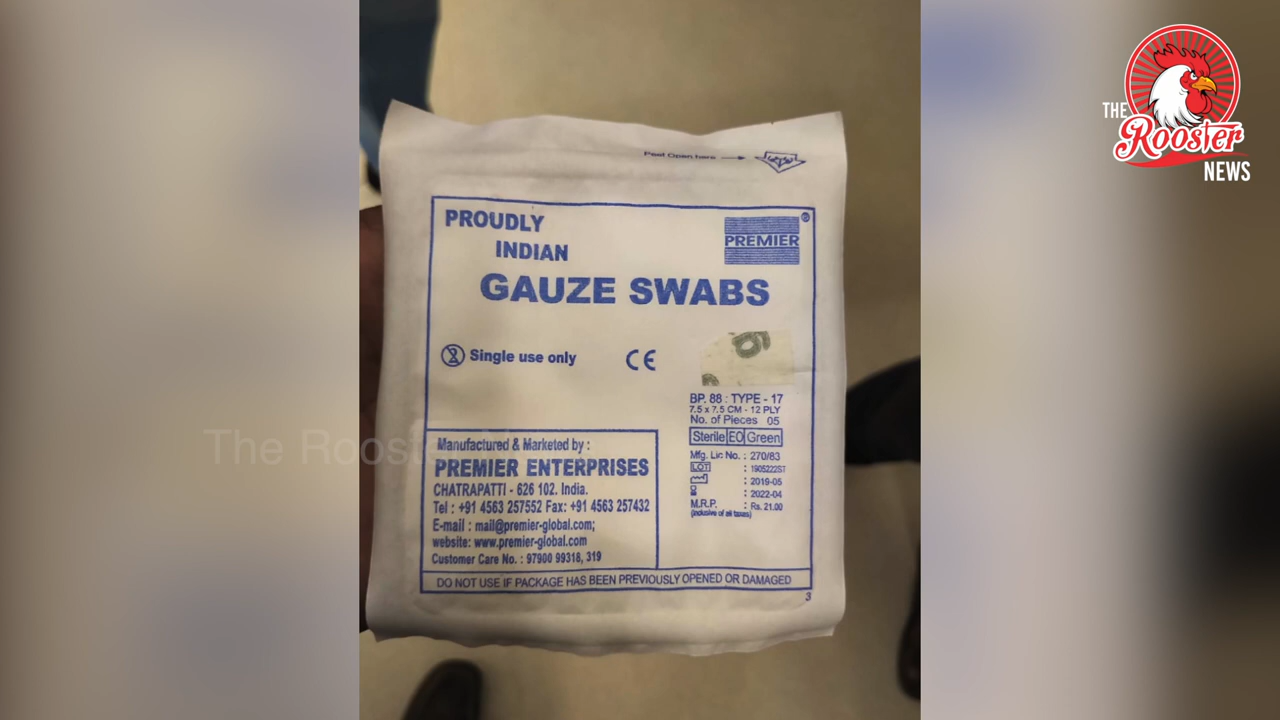 THE
Rooster
NEWS
Peel Open here
PROUDLY
INDIAN
PREMIER
®
GAUZE SWABS
2
Single use only
CE
BP. 88 : TYPE - 17
7.5 x 7.5 CM - 12 PLY
No. of Pieces 05
Sterile EO Green
Mfg. Lic No. : 270/83
LOT : 1905222ST
: 2019-05
: 2022-04
M.R.P. : Rs. 21.00
(Inclusive of all taxes)
The Rooste
Manufactured & Marketed by :
PREMIER ENTERPRISES
CHATRAPATTI - 626 102. India.
Tel : +91 4563 257552 Fax: +91 4563 257432
E-mail : mail@premier-global.com;
website: www.premier-global.com
Customer Care No. : 97900 99318, 319
DO NOT USE IF PACKAGE HAS BEEN PREVIOUSLY OPENED OR DAMAGED
3